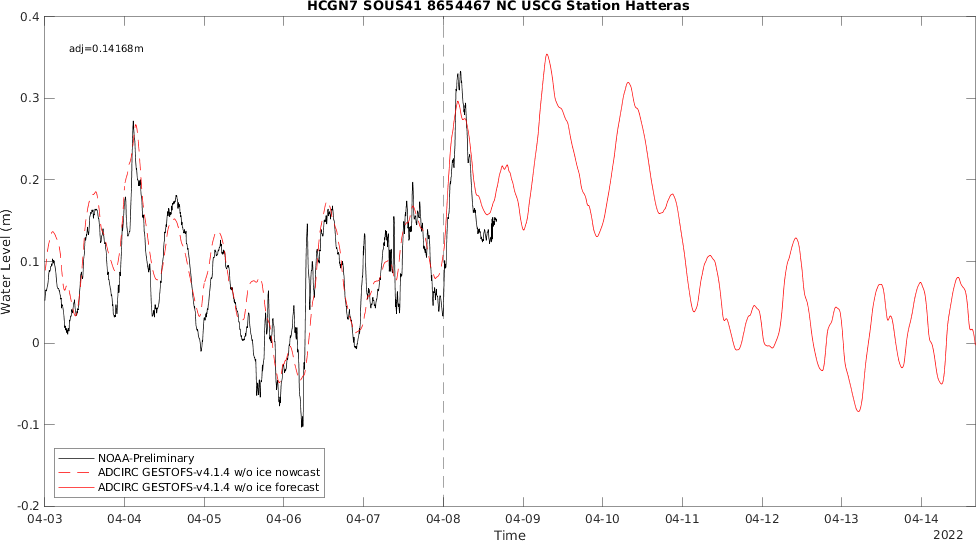 HCGN7 SOUS41 8654467 NC USCG Station Hatteras
adj=0.14168m
0.4
0.3
0.2
0.1
0
-0.1
-0.2
Water Level (m)
NOAA-Preliminary
ADCIRC GESTOFS-v4.1.4 w/o ice nowcast
ADCIRC GESTOFS-v4.1.4 w/o ice forecast
04-03 04-04 04-05 04-06 04-07 04-08 04-09 04-10 04-11 04-12 04-13 04-14
Time
2022